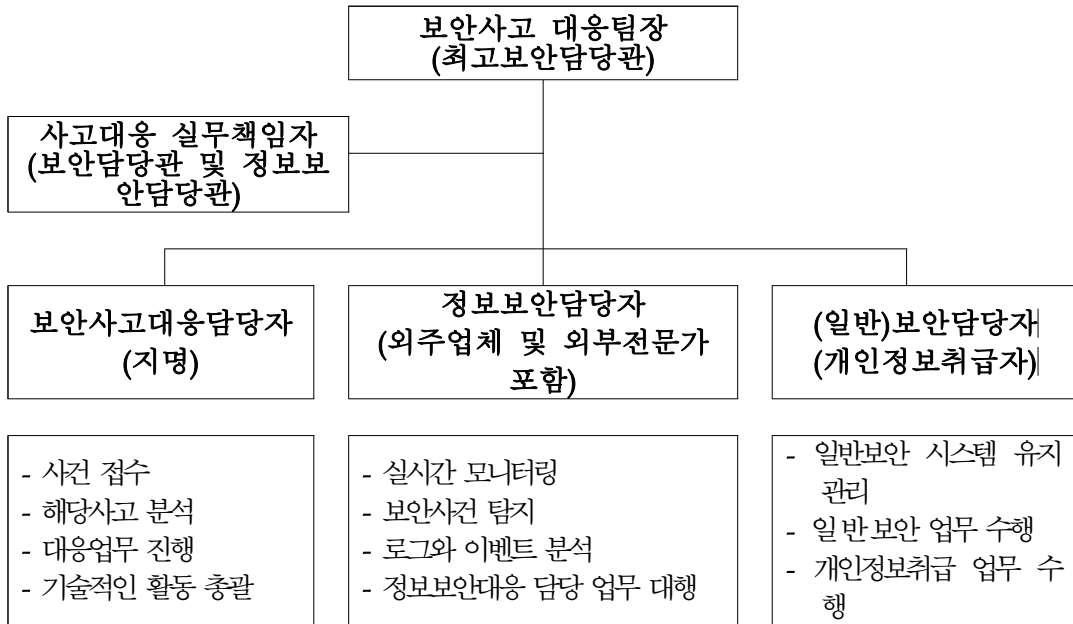 보안사고 대응팀장
(최고보안담당관)
사고대응 실무책임자
(보안담당관 및 정보보
안담당관)
보안사고대응담당자
(지명)
정보보안담당자
(외주업체 및 외부전문가
포함)
(일반)보안담당자
(개인정보취급자)
- 사건 접수
- 해당사고 분석
- 대응업무 진행
- 기술적인 활동 총괄
- 실시간 모니터링
- 보안사건 탐지
- 로그와 이벤트 분석
- 정보보안대응 담당 업무 대행
- 일반보안 시스템 유지
관리
- 일반보안 업무 수행
- 개인정보취급 업무 수
행